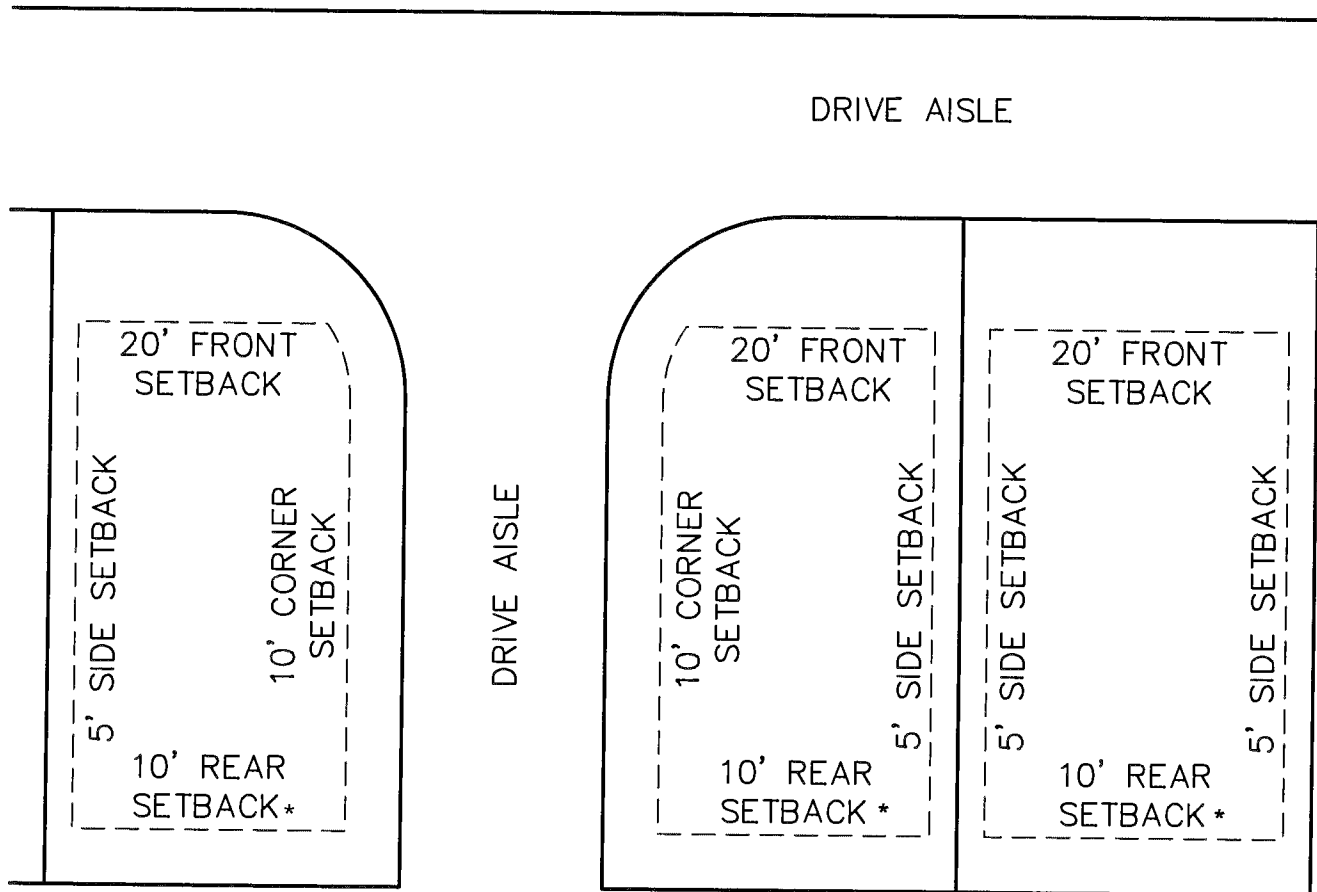 DRIVE AISLE
20' FRONT
SETBACK
5' SIDE SETBACK
10' CORNER
SETBACK
10' REAR
SETBACK*
DRIVE AISLE
20' FRONT
SETBACK
10' CORNER
SETBACK
5' SIDE SETBACK
10' REAR
SETBACK*
20' FRONT
SETBACK
5' SIDE SETBACK
5' SIDE SETBACK
10' REAR
SETBACK*